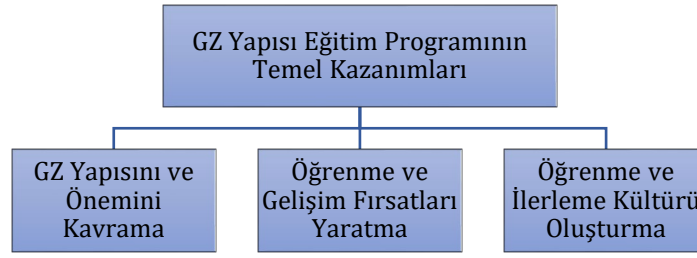 GZ Yapısı Eğitim Programının
Temel Kazanımları
GZ Yapısını ve
Önemini
Kavrama
Öğrenme ve
Gelişim Fırsatları
Yaratma
Öğrenme ve
İlerleme Kültürü
Oluşturma